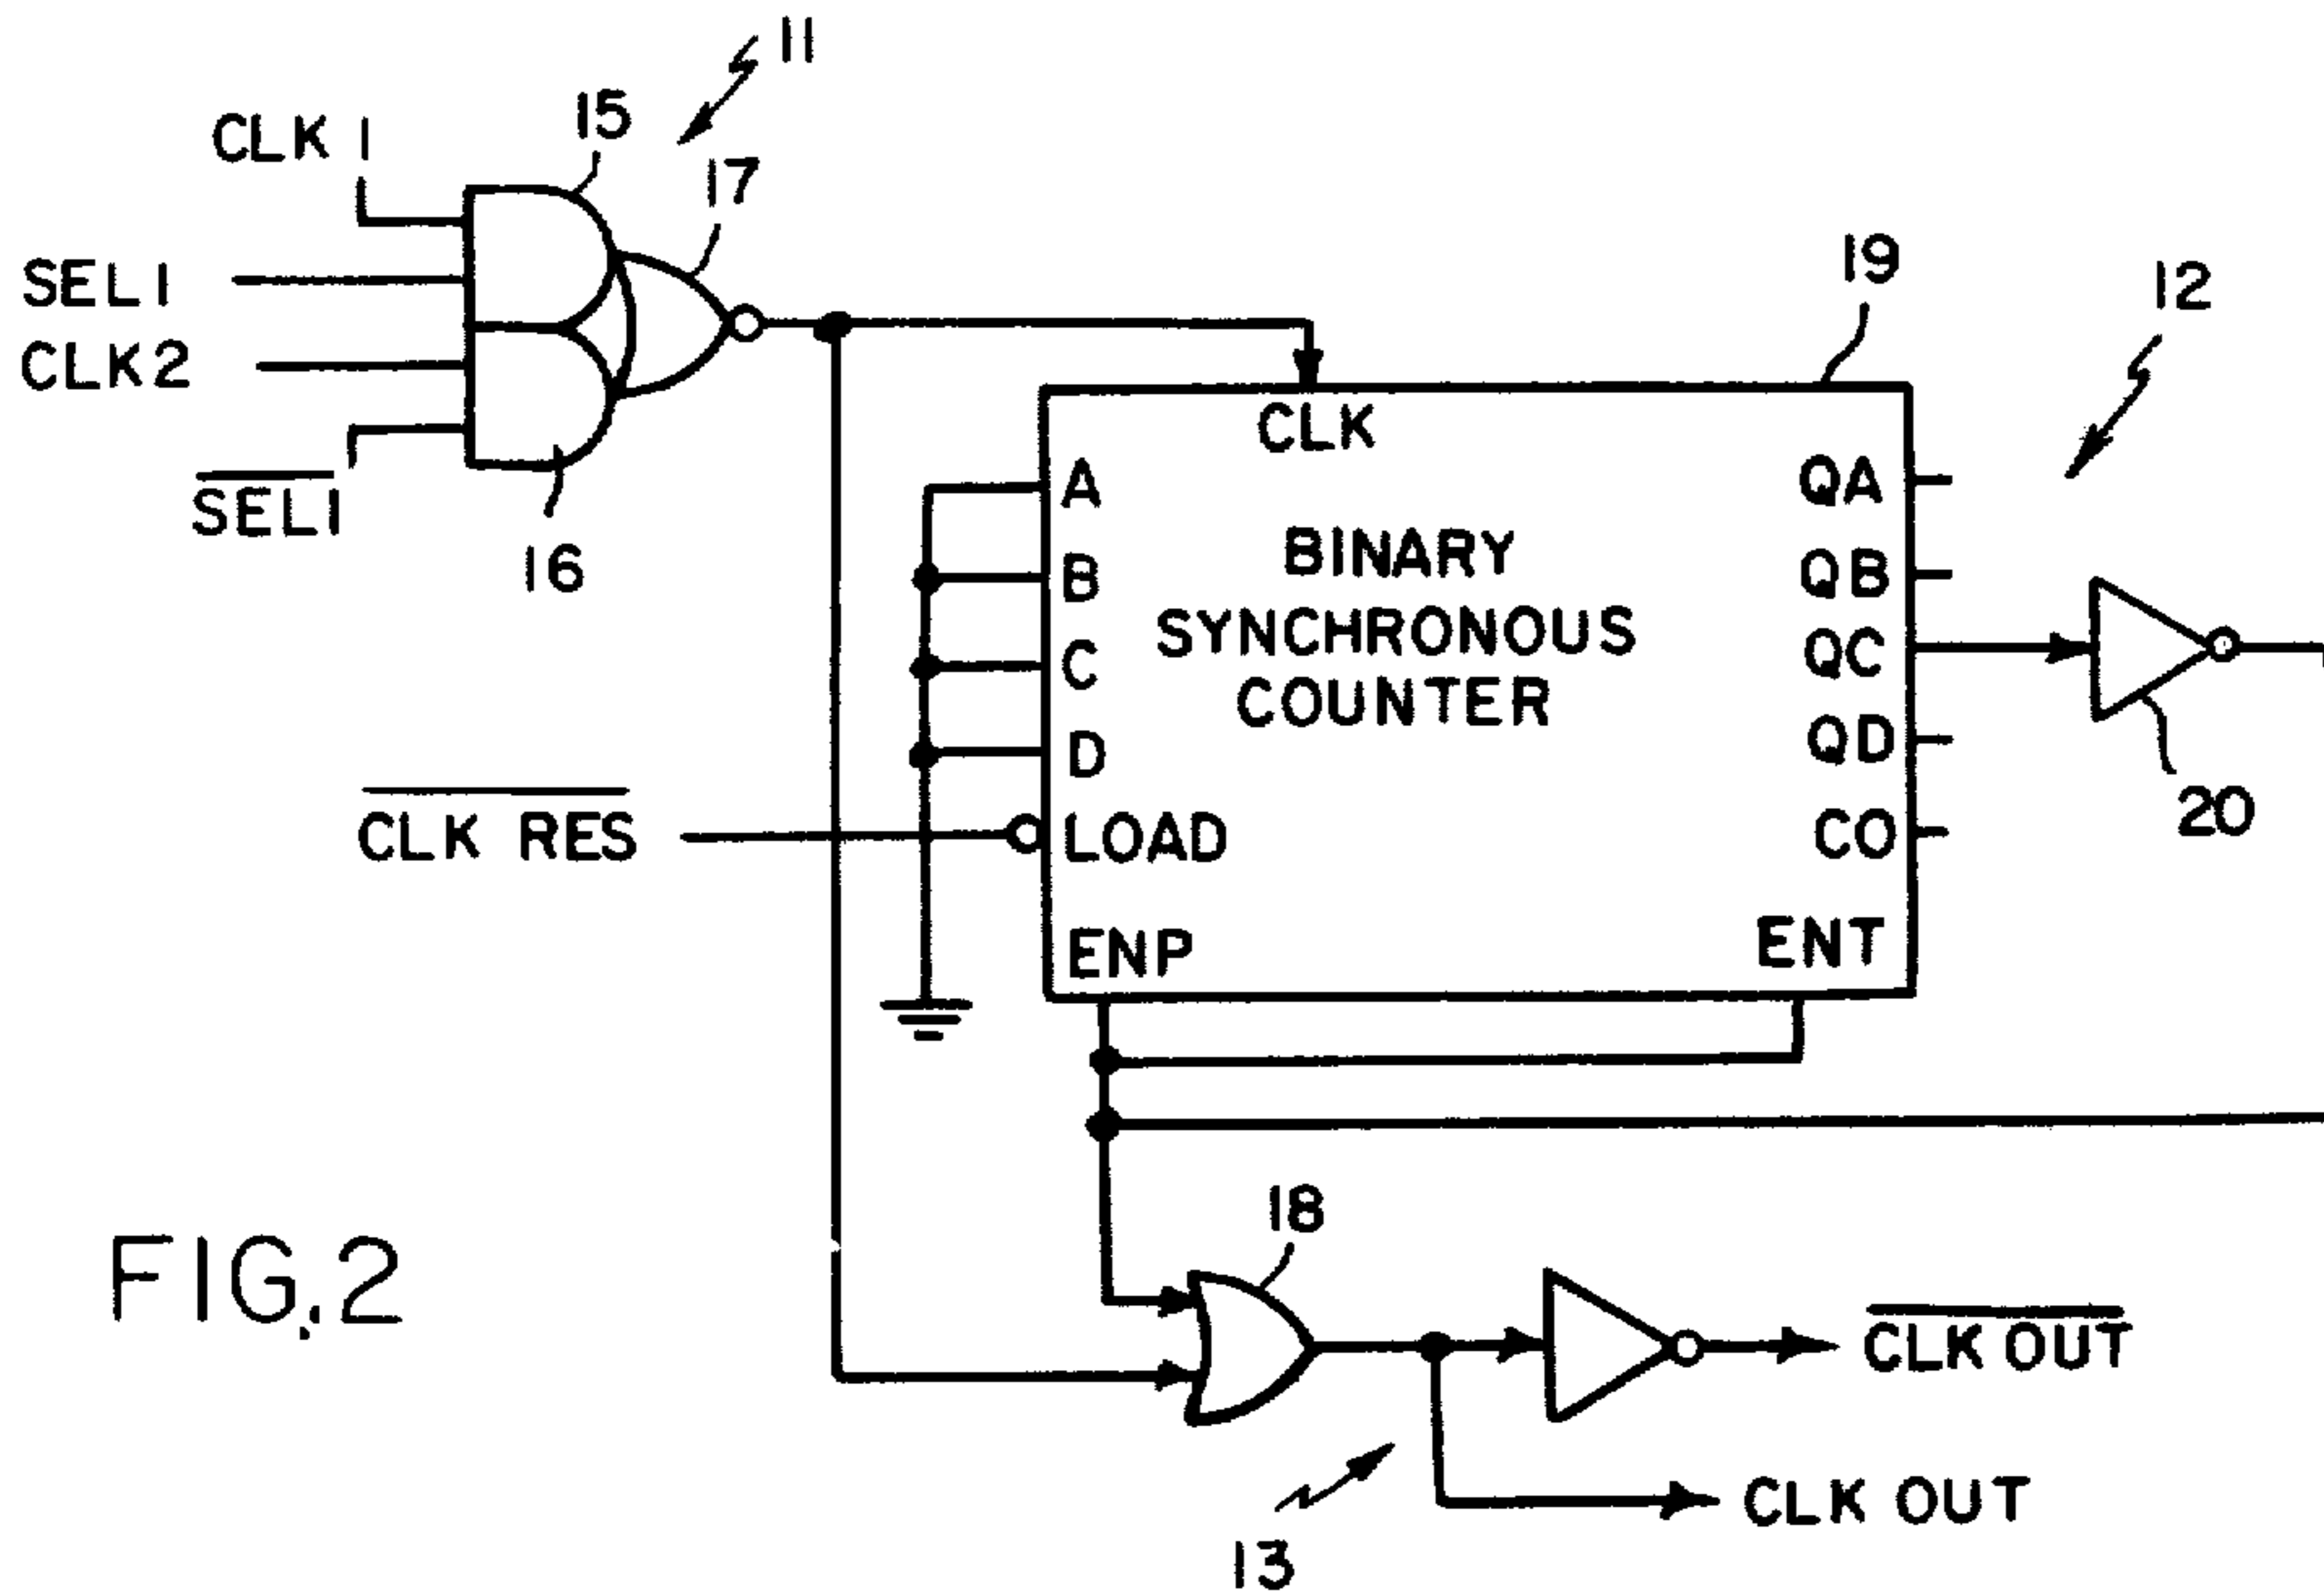 11
15
CLK 1
17
SEL1
19
12
CLK2
CLK
A
QA
SEL1
BINARY
B
QB
16
SYNCHRONOUS
C
QC
COUNTER
D
QD
20
CLK RES
LOAD
CO
ENP
ENT
18
FIG.2
CLK OUT
CLK OUT
13